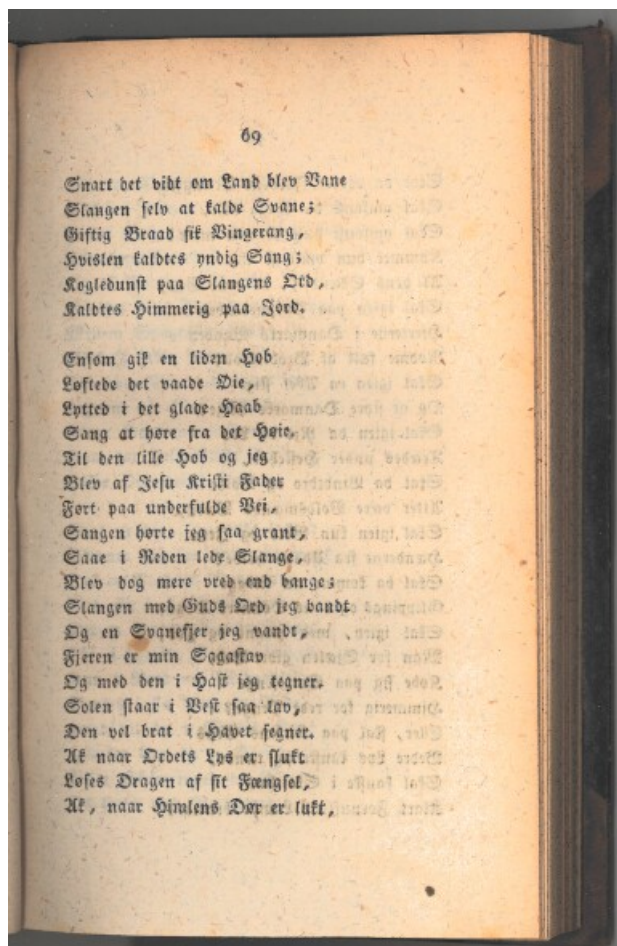 69
Snart det vidt om Land blev Vane
Slangen selv at kalde Svane;
Giftig Braad fik Vingerang,
Hvislen kaldtes yndig Sang;
Kogledunst paa Slangens Ord,
Kaldtes Himmerig paa Jord.
Ensom gik en liden Hob
Løftede det vaade Øie,
Lytted i det glade Haab
Sang at høre fra det Høie,
Til den lille Hob og jeg
Blev af Jesu Kristi Fader
Ført paa underfulde Vei,
Sangen hørte jeg saa grant,
Saae i Reden lede Slange,
Blev dog mere vred end bange;
Slangen med Guds Ord jeg bandt
Og en Svanefjer jeg vandt,
Fjeren er min Sagastav
Og med den i Hast jeg tegner.
Solen staar i Vest saa lav,
Den vel brat i Havet segner.
Ak naar Ordets Lys er slukt
Løses Dragen af sit Fængsel,
Ak, naar Himlens Dør er lukt,